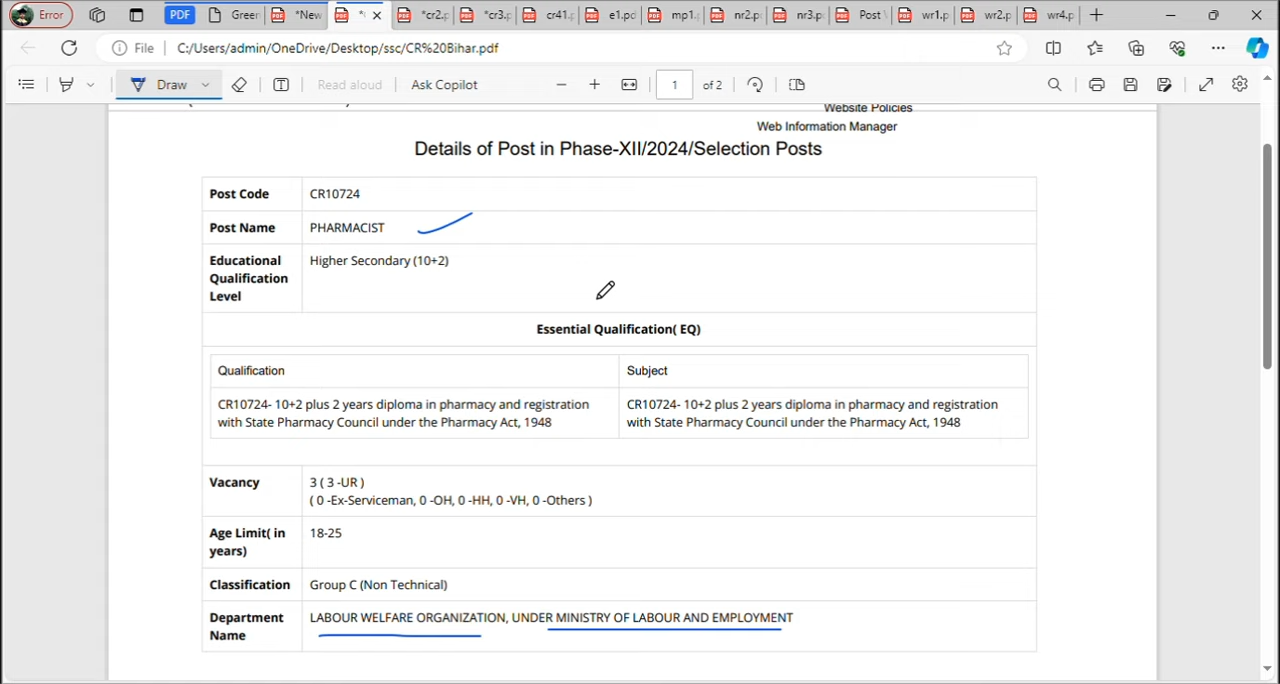 Error
PDF
Green
*New
*cr2.p
*cr3.p
cr41.p
e1.pd
mp1.
nr2.p
nr3.p
Post
wr1.p
wr2.p
wr4.p
File
C:/Users/admin/OneDrive/Desktop/ssc/CR%20Bihar.pdf
Draw
Read aloud
Ask Copilot
1
of 2
Website Policies
Web Information Manager
Details of Post in Phase-XII/2024/Selection Posts
Post Code
CR10724
Post Name
PHARMACIST
Educational
Qualification
Level
Higher Secondary (10+2)
Essential Qualification( EQ)
Qualification
Subject
CR10724- 10+2 plus 2 years diploma in pharmacy and registration
with State Pharmacy Council under the Pharmacy Act, 1948
CR10724- 10+2 plus 2 years diploma in pharmacy and registration
with State Pharmacy Council under the Pharmacy Act, 1948
Vacancy
3 ( 3 -UR )
( 0 -Ex-Serviceman, 0 -OH, 0 -HH, 0 -VH, 0 -Others )
Age Limit( in
years)
18-25
Classification
Group C (Non Technical)
Department
Name
LABOUR WELFARE ORGANIZATION, UNDER MINISTRY OF LABOUR AND EMPLOYMENT